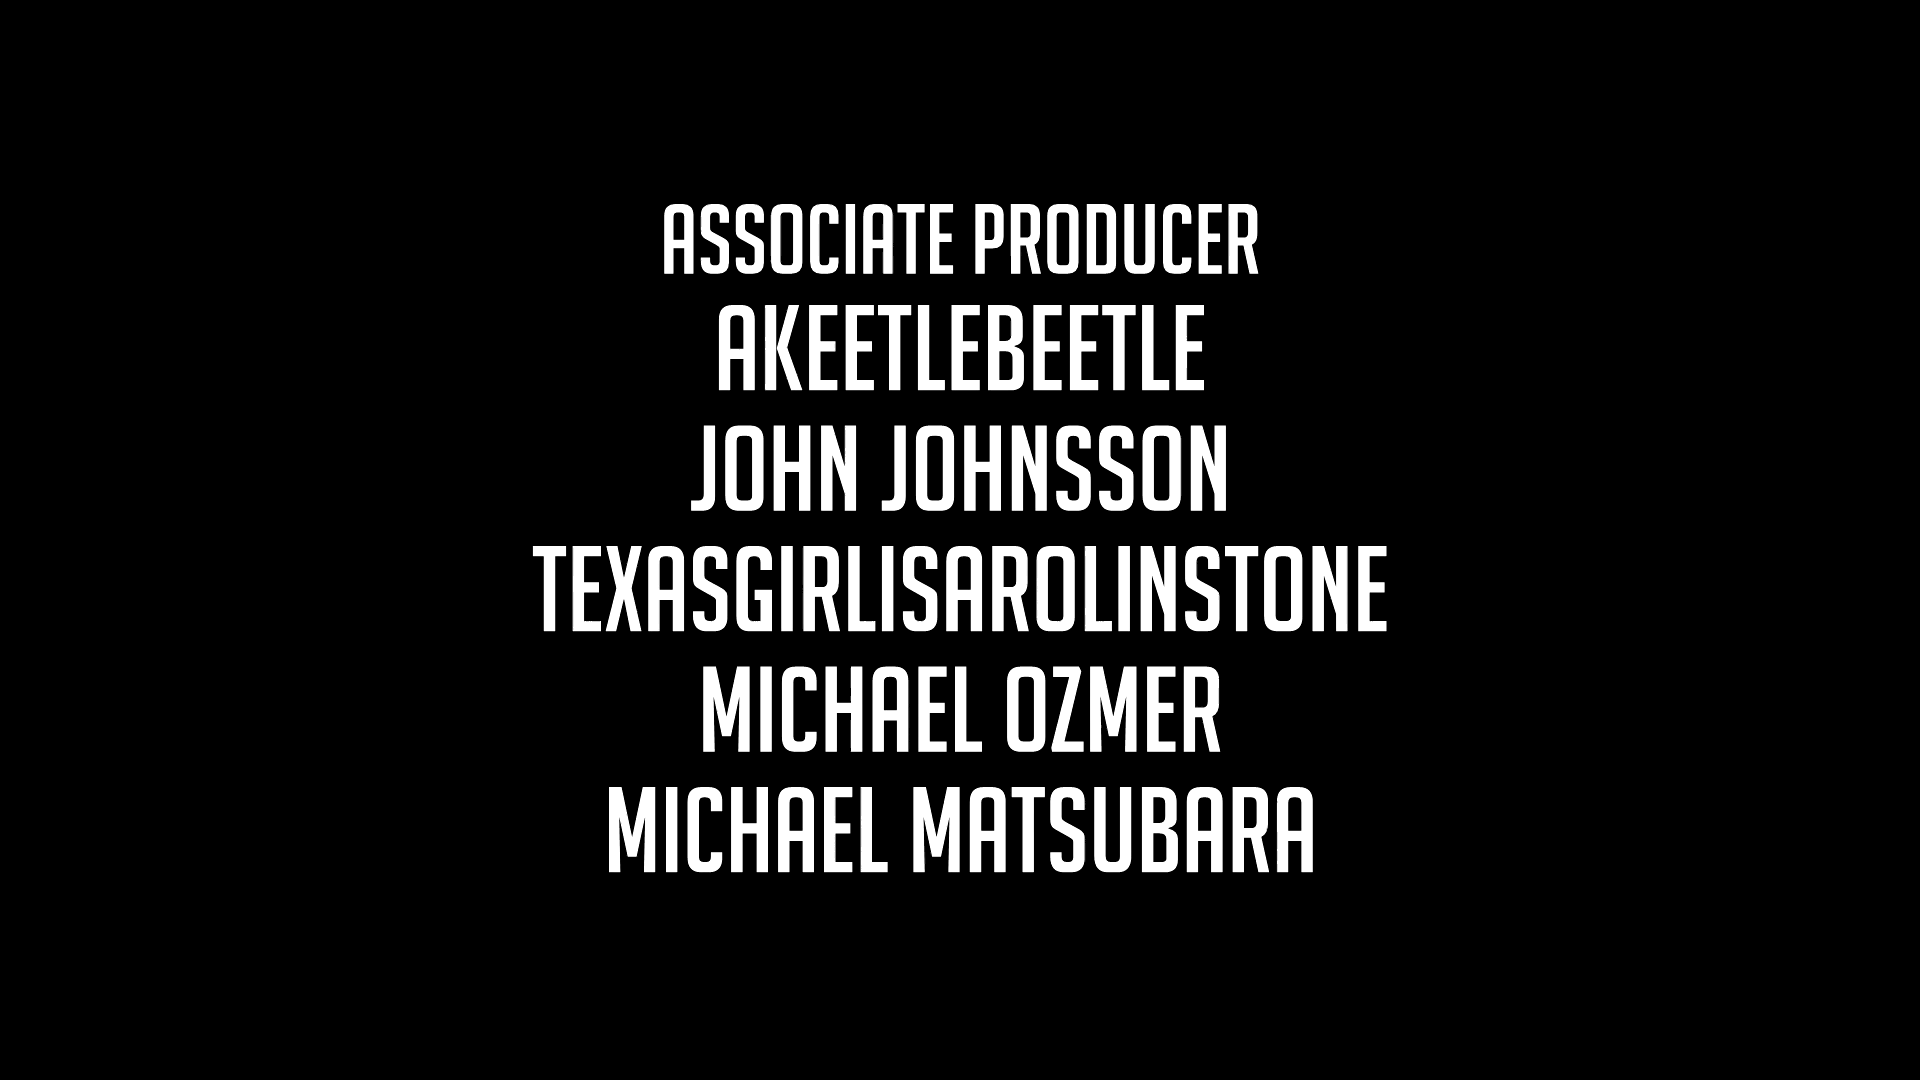 ASSOCIATE PRODUCER
AKEETLEBEETLE
JOHN JOHNSSON
TEXASGIRLISAROLINSTONE
MICHAEL OZMER
MICHAEL MATSUBARA